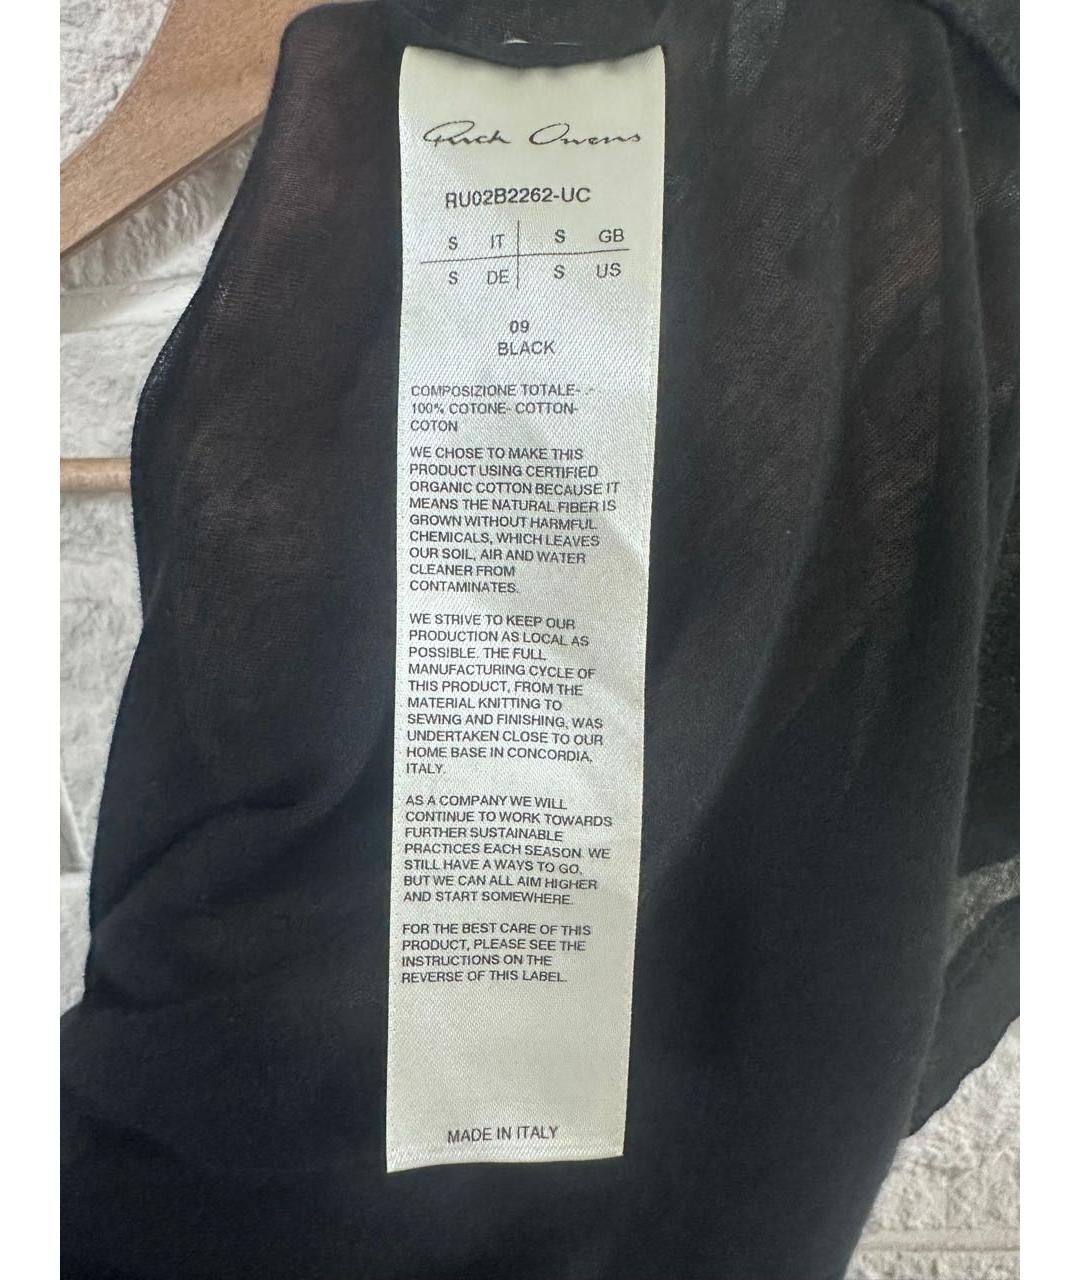 Rick Owens
RU02B2262-UC
S IT S GB
S DE S US
09
BLACK
COMPOSIZIONE TOTALE- -
100% COTONE- COTTON-
COTON
WE CHOSE TO MAKE THIS
PRODUCT USING CERTIFIED
ORGANIC COTTON BECAUSE IT
MEANS THE NATURAL FIBER IS
GROWN WITHOUT HARMFUL
CHEMICALS, WHICH LEAVES
OUR SOIL, AIR AND WATER
CLEANER FROM
CONTAMINATES.
WE STRIVE TO KEEP OUR
PRODUCTION AS LOCAL AS
POSSIBLE. THE FULL
MANUFACTURING CYCLE OF
THIS PRODUCT, FROM THE
MATERIAL KNITTING TO
SEWING AND FINISHING, WAS
UNDERTAKEN CLOSE TO OUR
HOME BASE IN CONCORDIA,
ITALY.
AS A COMPANY WE WILL
CONTINUE TO WORK TOWARDS
FURTHER SUSTAINABLE
PRACTICES EACH SEASON. WE
STILL HAVE A WAYS TO GO,
BUT WE CAN ALL AIM HIGHER
AND START SOMEWHERE.
FOR THE BEST CARE OF THIS
PRODUCT, PLEASE SEE THE
INSTRUCTIONS ON THE
REVERSE OF THIS LABEL.
MADE IN ITALY